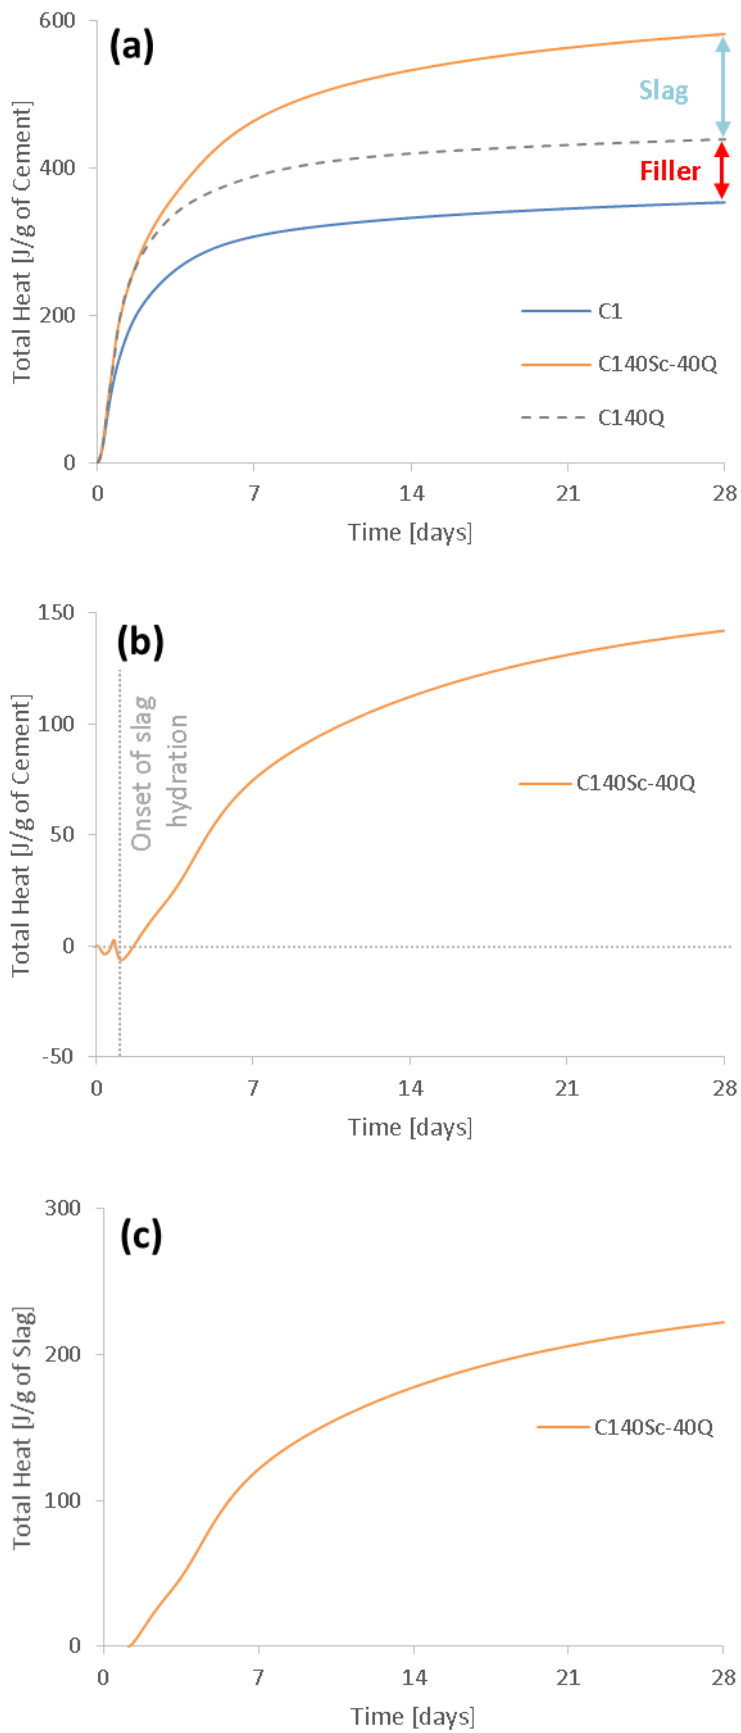 (a)
600
400
200
0
Total Heat [J/g of Cement]
Slag
Filler
C1
C140Sc-40Q
C140Q
0 7 14 21 28
Time [days]
(b)
150
100
50
0
-50
Total Heat [J/g of Cement]
Onset of slag
hydration
C140Sc-40Q
0 7 14 21 28
Time [days]
(c)
300
200
100
0
Total Heat [J/g of Slag]
C140Sc-40Q
0 7 14 21 28
Time [days]